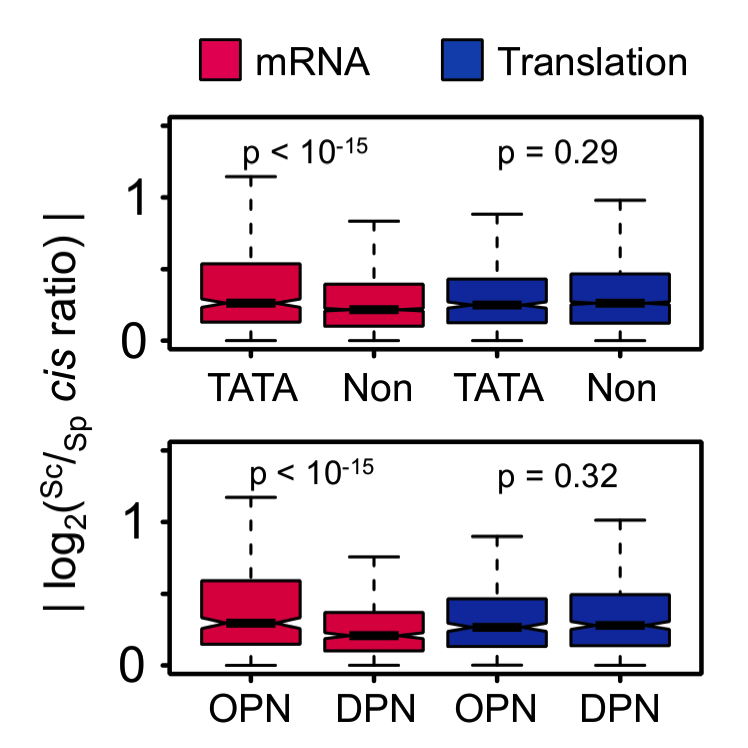 mRNA Translation
| log₂(ˢᶜ/Sp cis ratio) |
p < 10⁻¹⁵ p = 0.29
1
0
TATA Non TATA Non
p < 10⁻¹⁵ p = 0.32
1
0
OPN DPN OPN DPN